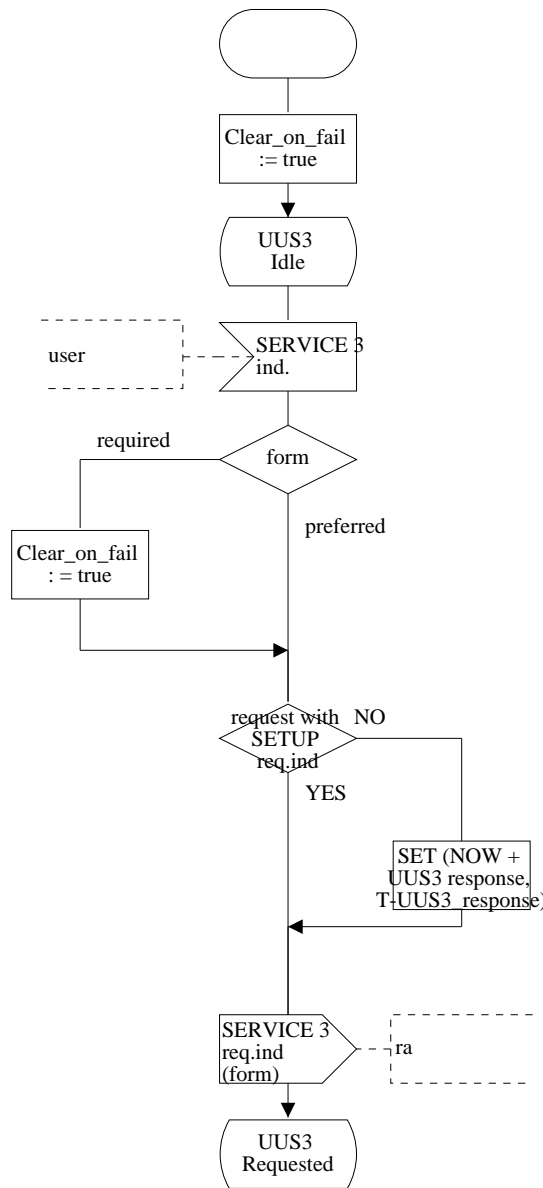 Clear_on_fail
:= true
UUS3
Idle
user
SERVICE 3
ind.
required
form
preferred
Clear_on_fail
: = true
request with
NO
SETUP
req.ind
YES
SET (NOW +
UUS3 response,
T-UUS3_response)
SERVICE 3
req.ind
(form)
ra
UUS3
Requested